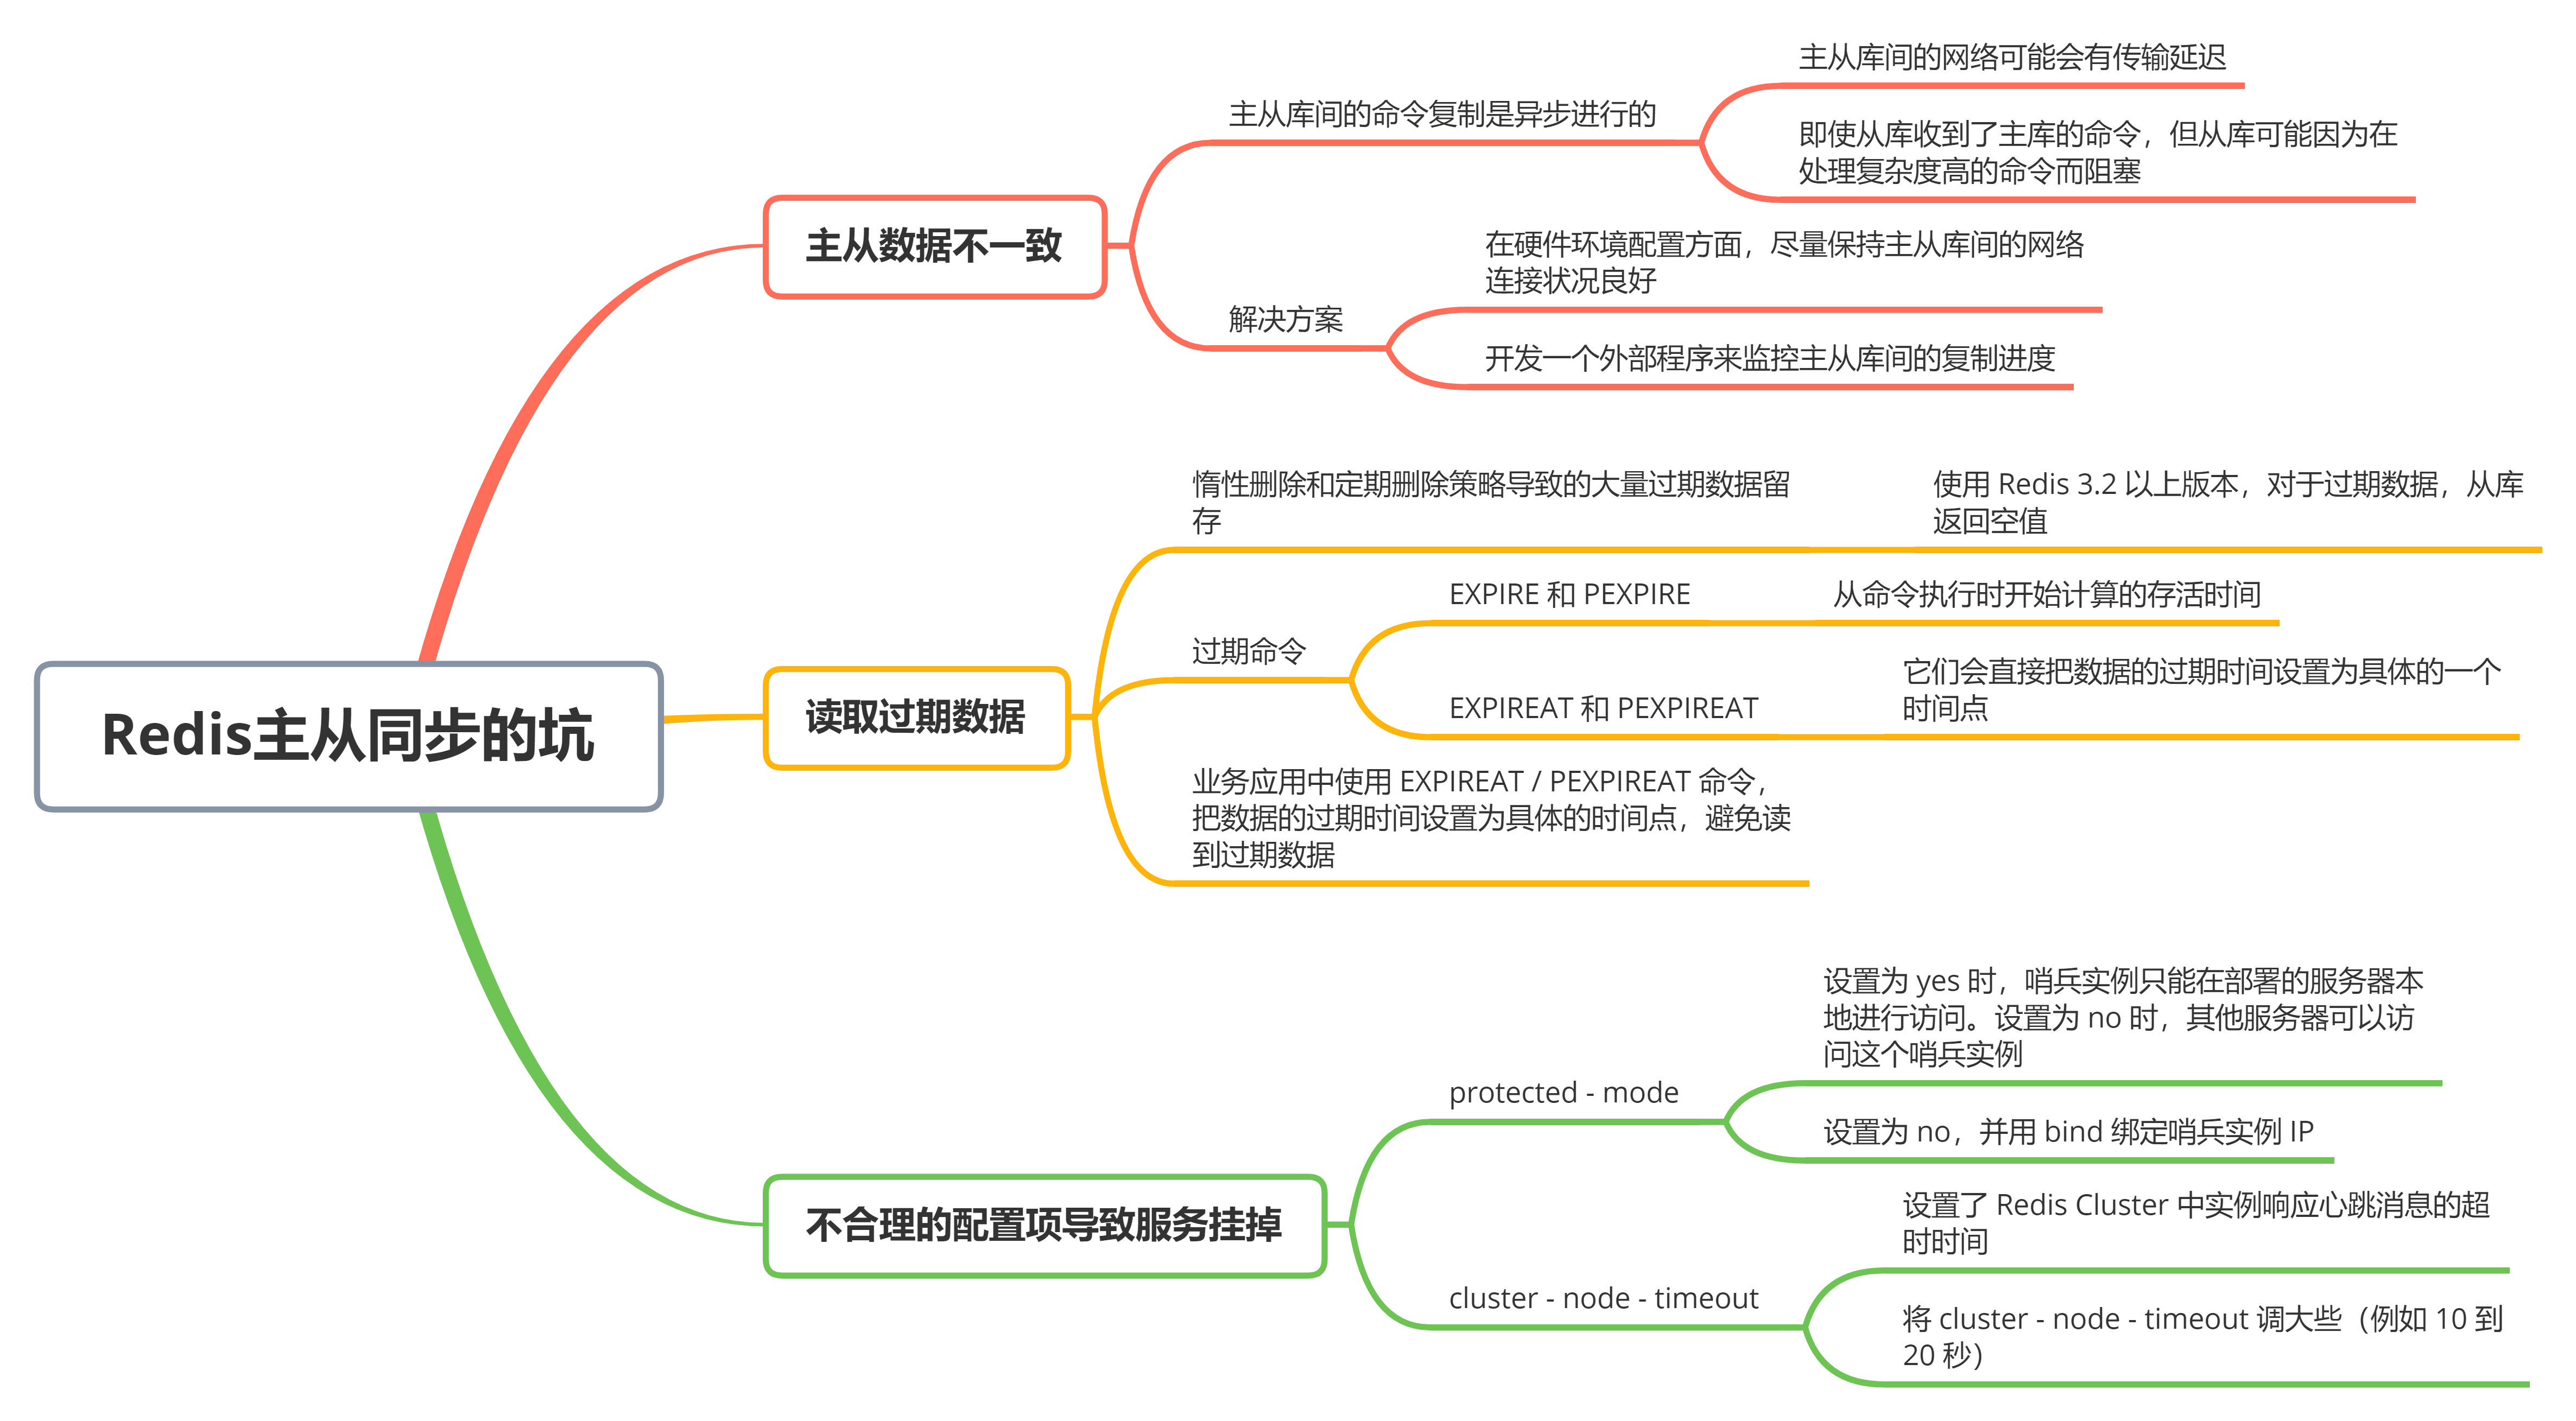 Redis主从同步的坑
主从数据不一致
主从库间的命令复制是异步进行的
主从库间的网络可能会有传输延迟
即使从库收到了主库的命令，但从库可能因为在
处理复杂度高的命令而阻塞
解决方案
在硬件环境配置方面，尽量保持主从库间的网络
连接状况良好
开发一个外部程序来监控主从库间的复制进度
读取过期数据
惰性删除和定期删除策略导致的大量过期数据留
存
使用 Redis 3.2 以上版本，对于过期数据，从库
返回空值
过期命令
EXPIRE 和 PEXPIRE
从命令执行时开始计算的存活时间
EXPIREAT 和 PEXPIREAT
它们会直接把数据的过期时间设置为具体的一个
时间点
业务应用中使用 EXPIREAT / PEXPIREAT 命令，
把数据的过期时间设置为具体的时间点，避免读
到过期数据
不合理的配置项导致服务挂掉
protected - mode
设置为 yes 时，哨兵实例只能在部署的服务器本
地进行访问。设置为 no 时，其他服务器可以访
问这个哨兵实例
设置为 no，并用 bind 绑定哨兵实例 IP
cluster - node - timeout
设置了 Redis Cluster 中实例响应心跳消息的超
时时间
将 cluster - node - timeout 调大些（例如 10 到
20 秒）